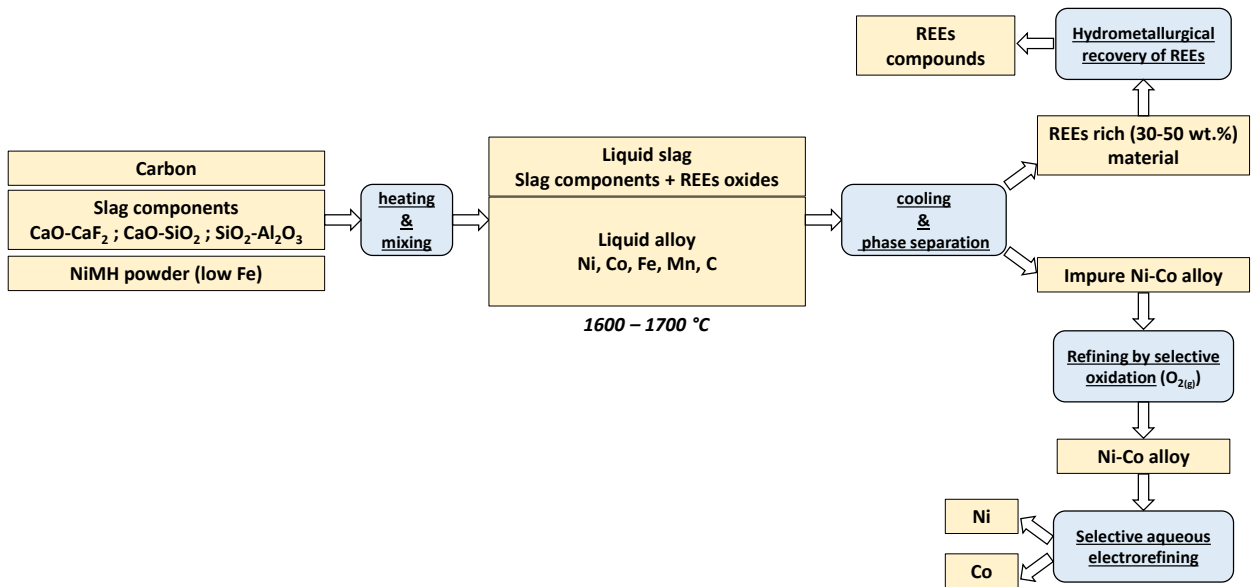 Carbon
Slag components
CaO-CaF₂ ; CaO-SiO₂ ; SiO₂-Al₂O₃
NiMH powder (low Fe)
heating
&
mixing
Liquid slag
Slag components + REEs oxides
Liquid alloy
Ni, Co, Fe, Mn, C
1600 – 1700 °C
cooling
&
phase separation
REEs
compounds
Hydrometallurgical
recovery of REEs
REEs rich (30-50 wt.%)
material
Impure Ni-Co alloy
Refining by selective
oxidation (O₂₍g₎)
Ni-Co alloy
Ni
Co
Selective aqueous
electrorefining